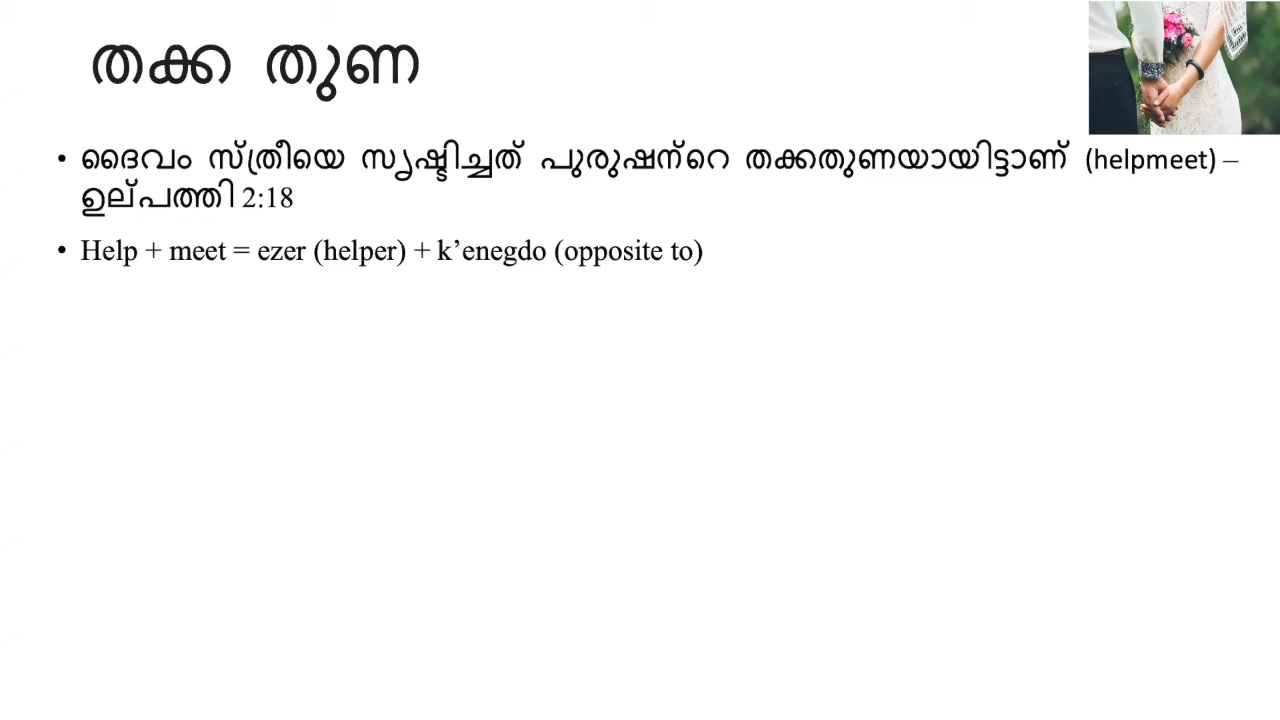 തക്ക തുണ
• ദൈവം സ്ത്രീയെ സൃഷ്ടിച്ചത് പുരുഷന്റെ തക്കതുണയായിട്ടാണ് (helpmeet) –
ഉല്പത്തി 2:18
• Help + meet = ezer (helper) + k’enegdo (opposite to)